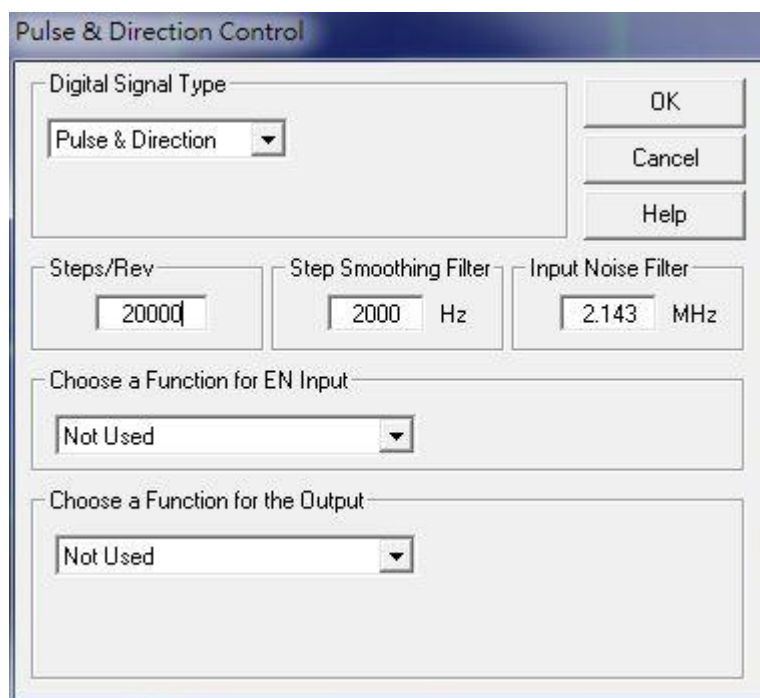 Pulse & Direction Control
Digital Signal Type
Pulse & Direction
OK
Cancel
Help
Steps/Rev
20000
Step Smoothing Filter
2000 Hz
Input Noise Filter
2.143 MHz
Choose a Function for EN Input
Not Used
Choose a Function for the Output
Not Used